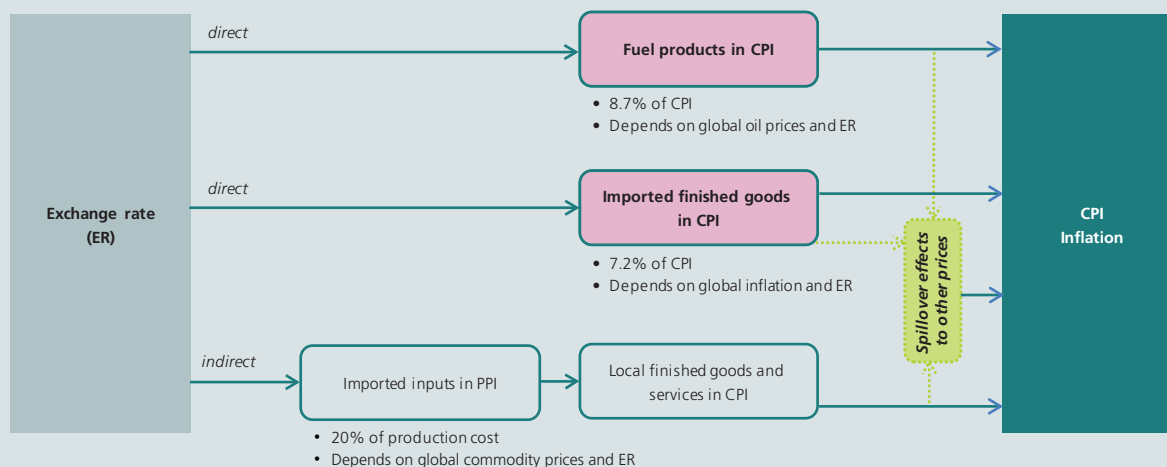 direct
Fuel products in CPI
• 8.7% of CPI
• Depends on global oil prices and ER
direct
Exchange rate
(ER)
Imported finished goods
in CPI
• 7.2% of CPI
• Depends on global inflation and ER
Spillover effects
to other prices
CPI
Inflation
indirect
Imported inputs in PPI
Local finished goods and
services in CPI
• 20% of production cost
• Depends on global commodity prices and ER